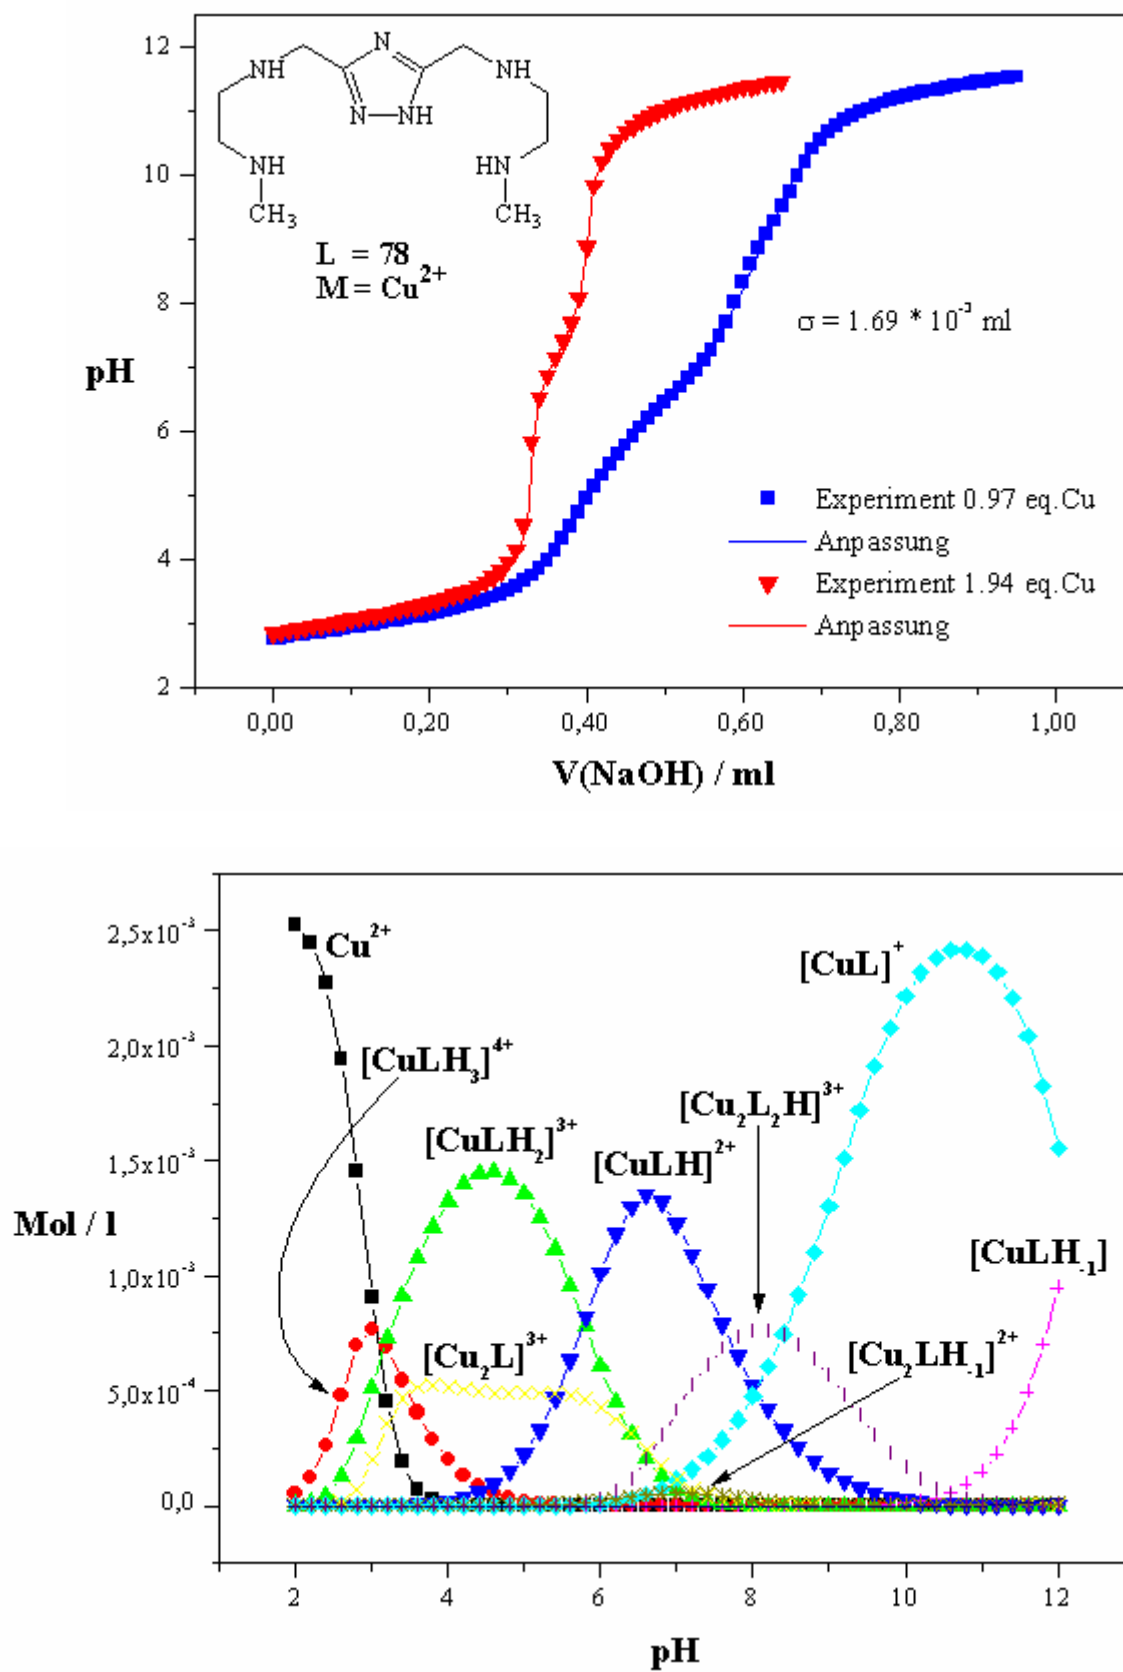 12
10
8
6
4
2
pH
N
NH
NH
N
NH
NH
HN
CH₃
CH₃
L = 78
M = Cu²⁺
σ = 1.69 * 10⁻³ ml
Experiment 0.97 eq.Cu
Anpassung
Experiment 1.94 eq.Cu
Anpassung
0,00 0,20 0,40 0,60 0,80 1,00
V(NaOH) / ml
2,5x10⁻³
2,0x10⁻³
1,5x10⁻³
1,0x10⁻³
5,0x10⁻⁴
0,0
Mol / l
Cu²⁺
[CuLH₃]⁴⁺
[CuLH₂]³⁺
[Cu₂L]³⁺
[CuLH]²⁺
[Cu₂L₂H]³⁺
[CuL]⁺
[Cu₂LH₋₁]²⁺
[CuLH₋₁]
2 4 6 8 10 12
pH